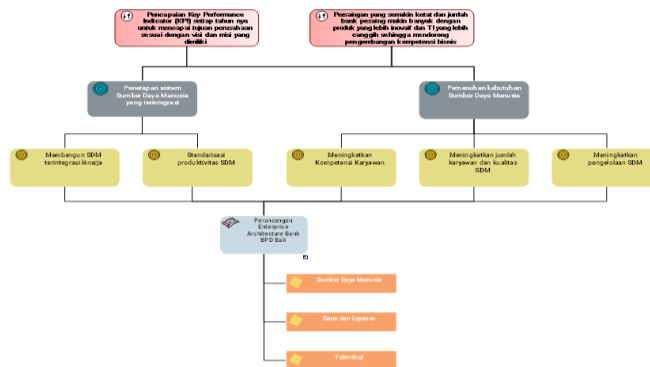 Pencapaian Key Performance
Indicator (KPI) setiap tahun nya
untuk mencapai tujuan perusahaan
sesuai dengan visi dan misi yang
dimiliki
Persaingan yang semakin ketat dan jumlah
bank pesaing makin banyak dengan
produk yang lebih inovatif dan TI yang lebih
canggih sehingga mendorong
pengembangan kompetensi bisnis
Penerapan sistem
Sumber Daya Manusia
yang terintegrasi
Pemenuhan kebutuhan
Sumber Daya Manusia
Membangun SDM
terintegrasi kinerja
Standarisasi
produktivitas SDM
Meningkatkan
Kompetensi Karyawan
Meningkatkan jumlah
karyawan dan kualitas
SDM
Meningkatkan
pengelolaan SDM
Perancangan
Enterprise
Architecture Bank
BPD Bali
Sumber Daya Manusia
Dana dan Layanan
Teknologi